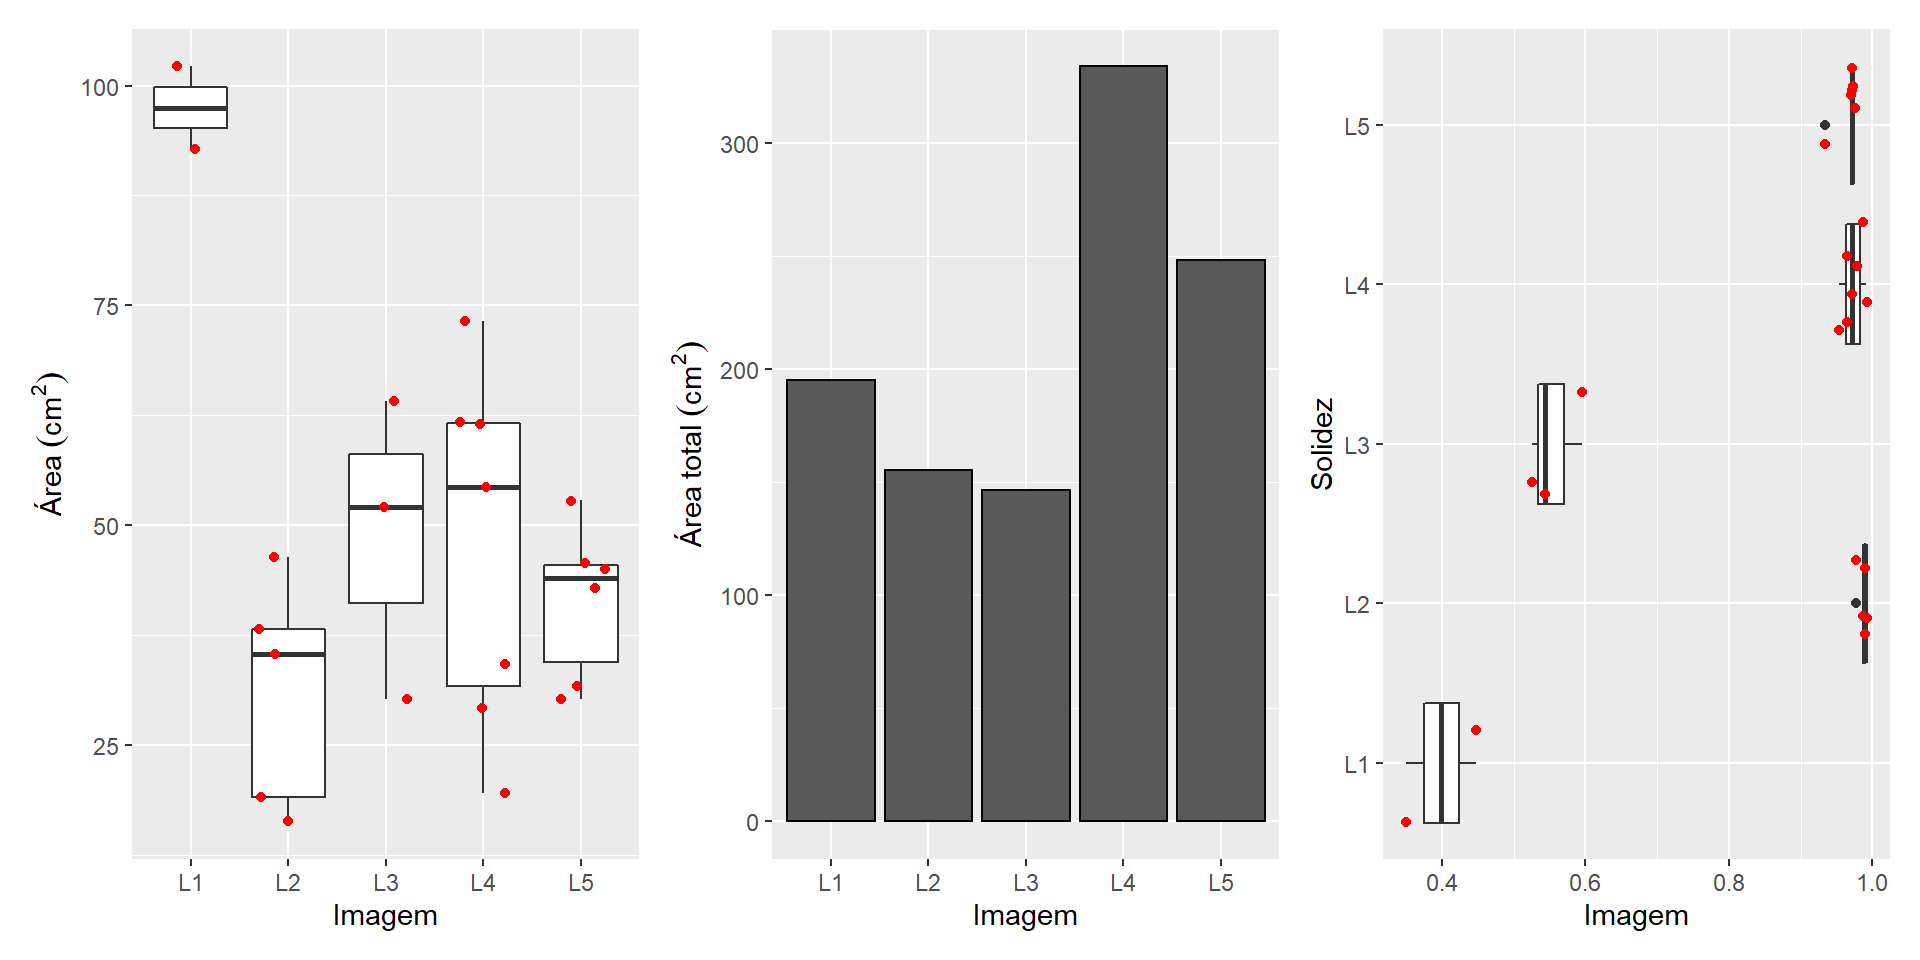 Área (cm²)
100
75
50
25
L1 L2 L3 L4 L5
Imagem
Área total (cm²)
300
200
100
0
L1 L2 L3 L4 L5
Imagem
Solidez
L5
L4
L3
L2
L1
0.4 0.6 0.8 1.0
Imagem